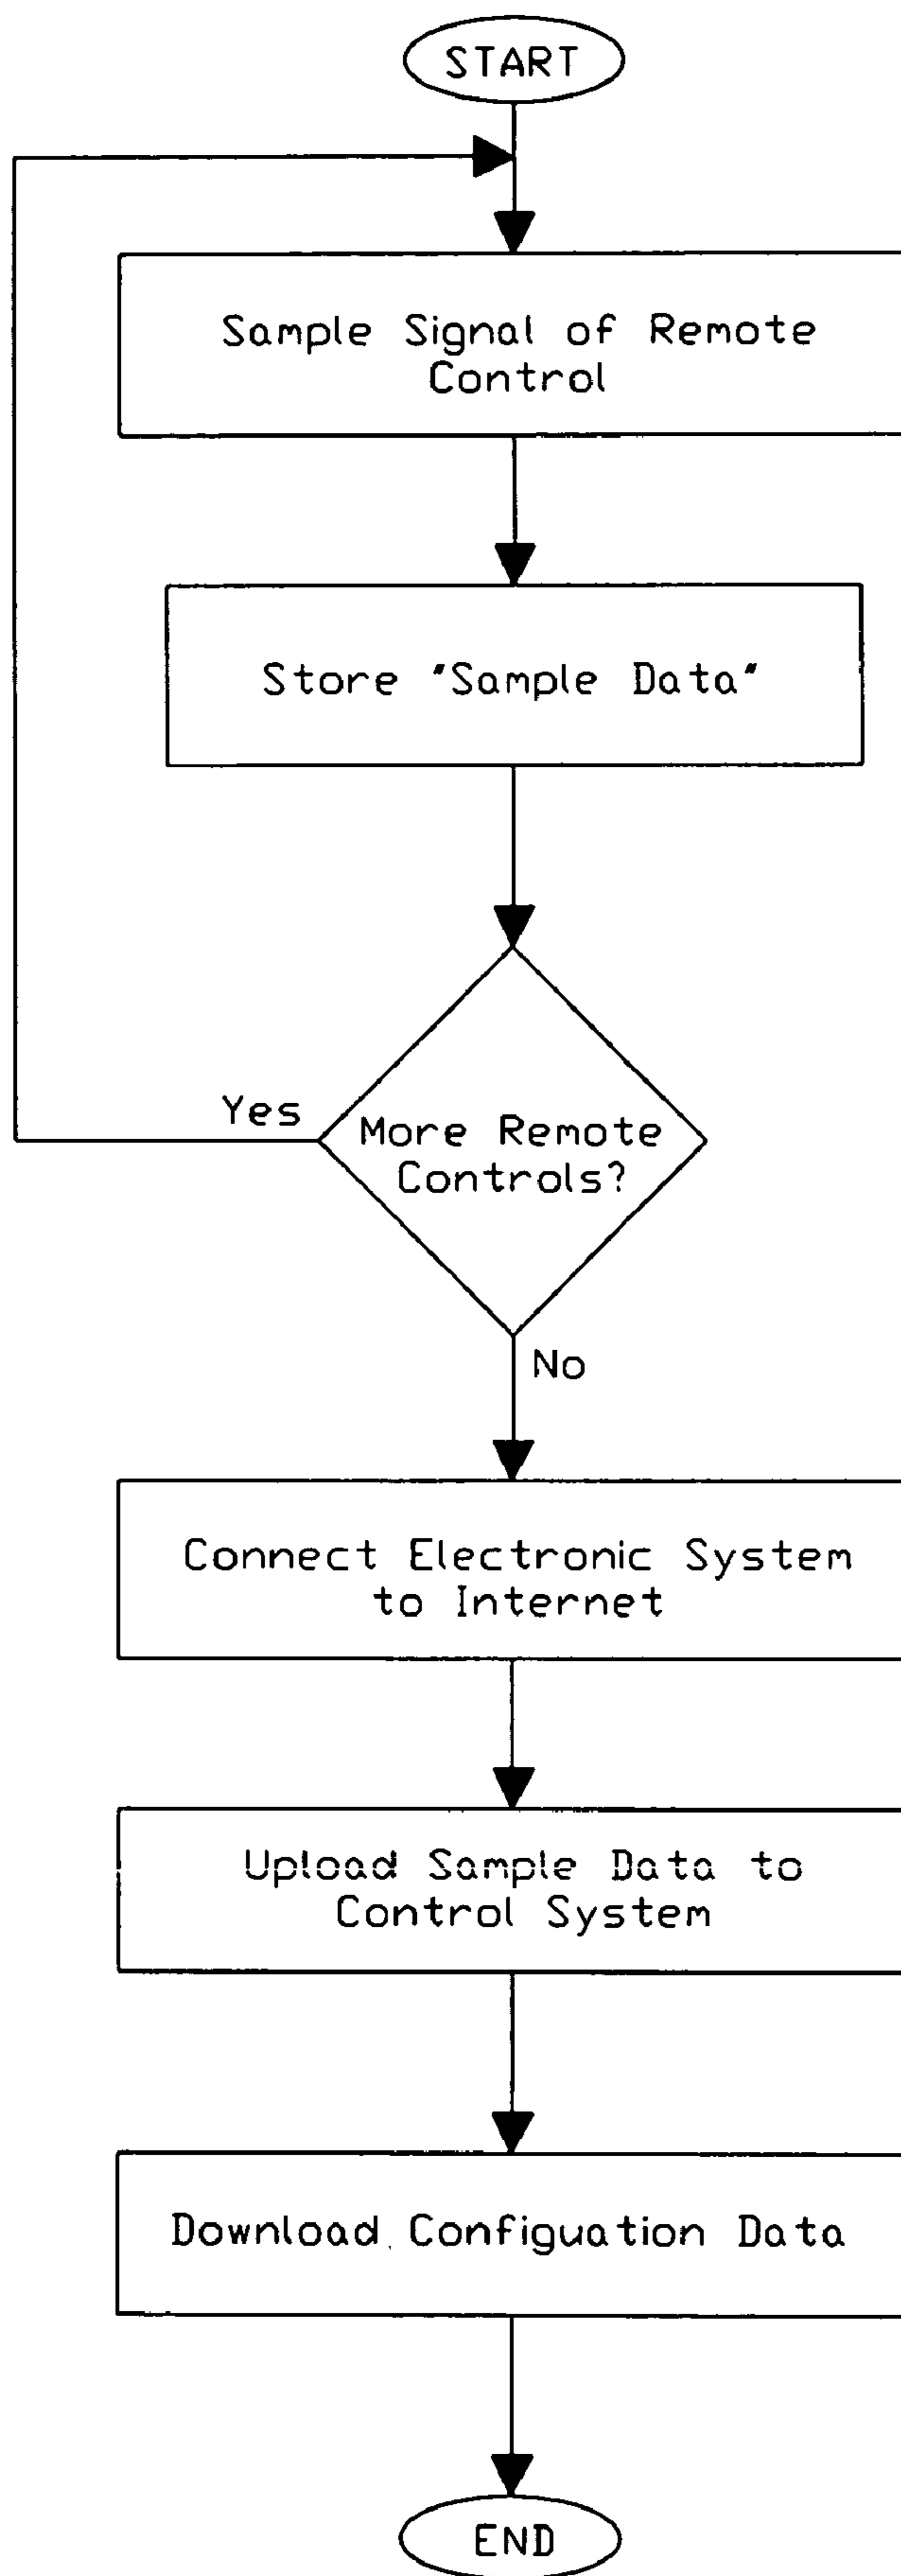 START
Sample Signal of Remote
Control
Store "Sample Data"
Yes
More Remote
Controls?
No
Connect Electronic System
to Internet
Upload Sample Data to
Control System
Download Configuation Data
END